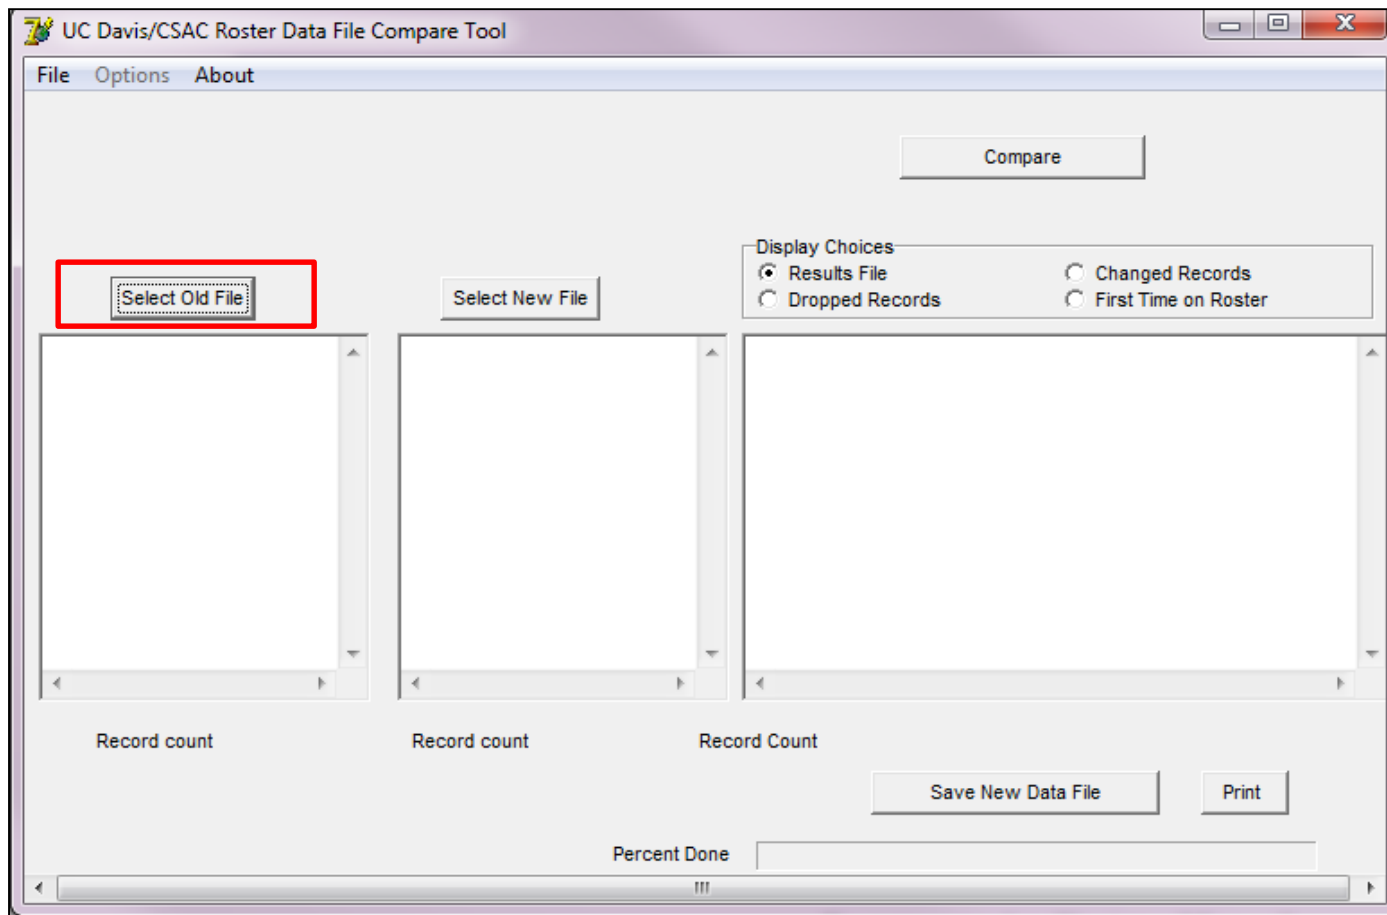 UC Davis/CSAC Roster Data File Compare Tool
File Options About
Compare
Display Choices
Results File
Changed Records
Dropped Records
First Time on Roster
Select Old File
Select New File
Record count
Record count
Record Count
Save New Data File
Print
Percent Done